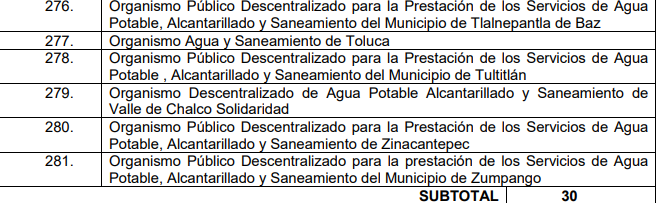 276. Organismo Público Descentralizado para la Prestación de los Servicios de Agua
Potable, Alcantarillado y Saneamiento del Municipio de Tlalnepantla de Baz
277. Organismo Agua y Saneamiento de Toluca
278. Organismo Público Descentralizado para la Prestación de los Servicios de Agua
Potable , Alcantarillado y Saneamiento del Municipio de Tultitlán
279. Organismo Descentralizado de Agua Potable Alcantarillado y Saneamiento de
Valle de Chalco Solidaridad
280. Organismo Público Descentralizado para la Prestación de los Servicios de Agua
Potable, Alcantarillado y Saneamiento de Zinacantepec
281. Organismo Público Descentralizado para la prestación de los Servicios de Agua
Potable, Alcantarillado y Saneamiento del Municipio de Zumpango
SUBTOTAL 30